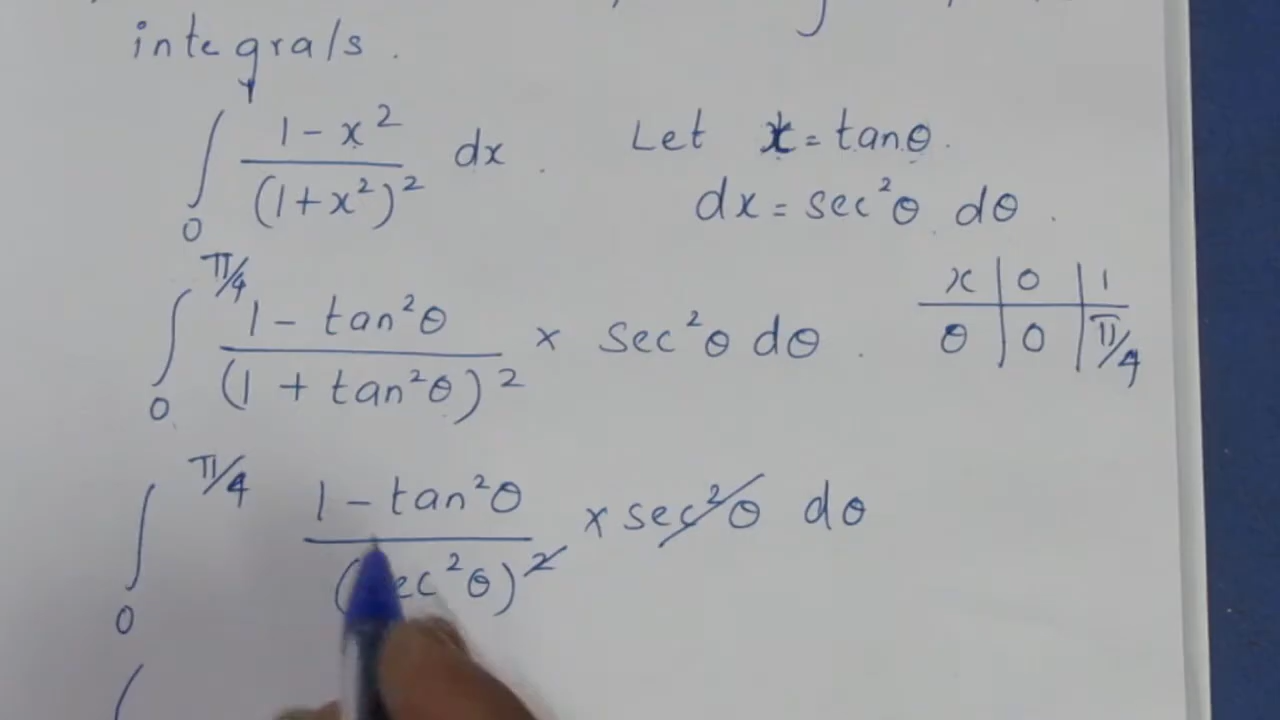 integrals.
∫₀ (1 - x²)/(1 + x²)² dx. Let x = tanθ.
dx = sec²θ dθ.
∫₀^π/4 (1 - tan²θ)/(1 + tan²θ)² × sec²θ dθ.
x | 0 | 1
θ | 0 | π/4
∫₀^π/4 (1 - tan²θ)/(sec²θ)² × sec²θ dθ
∫